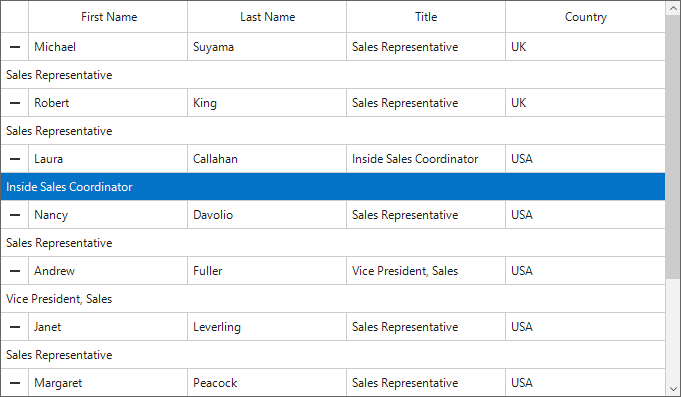 First Name Last Name Title Country
Michael Suyama Sales Representative UK
Sales Representative
Robert King Sales Representative UK
Sales Representative
Laura Callahan Inside Sales Coordinator USA
Inside Sales Coordinator
Nancy Davolio Sales Representative USA
Sales Representative
Andrew Fuller Vice President, Sales USA
Vice President, Sales
Janet Leverling Sales Representative USA
Sales Representative
Margaret Peacock Sales Representative USA